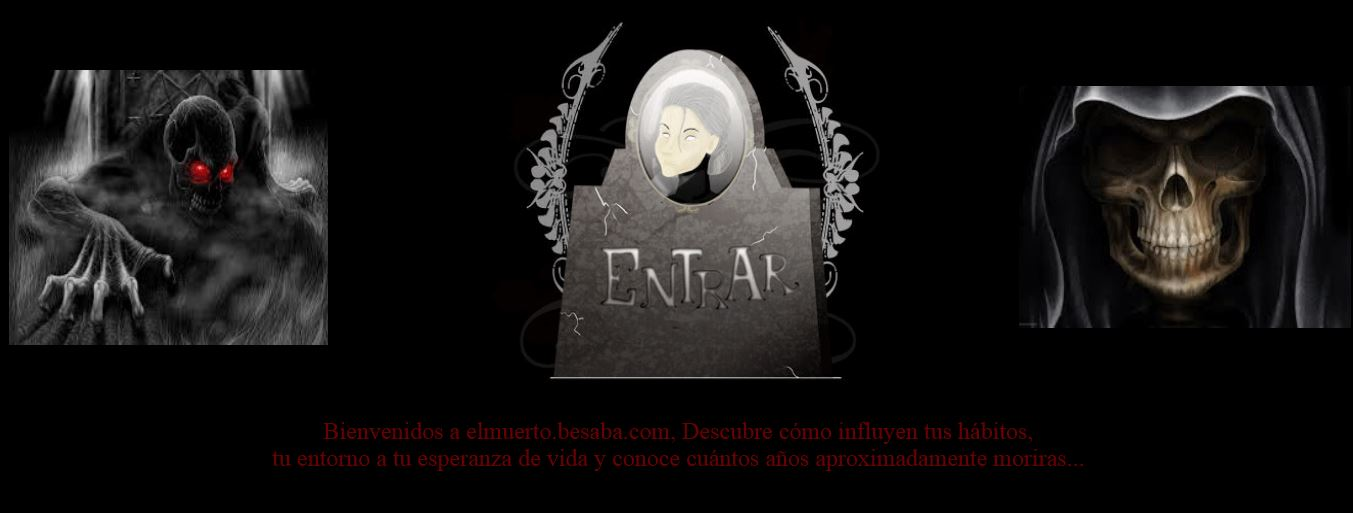 ENTRAR
Bienvenidos a elmuerto.besaba.com, Descubre cómo influyen tus hábitos,
tu entorno a tu esperanza de vida y conoce cuántos años aproximadamente moriras...